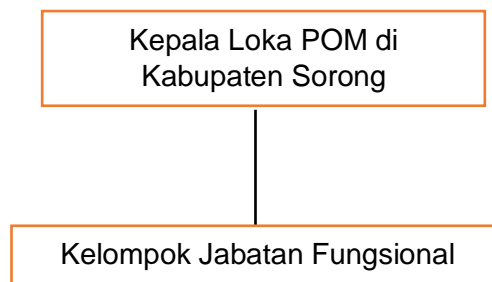 Kepala Loka POM di
Kabupaten Sorong
Kelompok Jabatan Fungsional